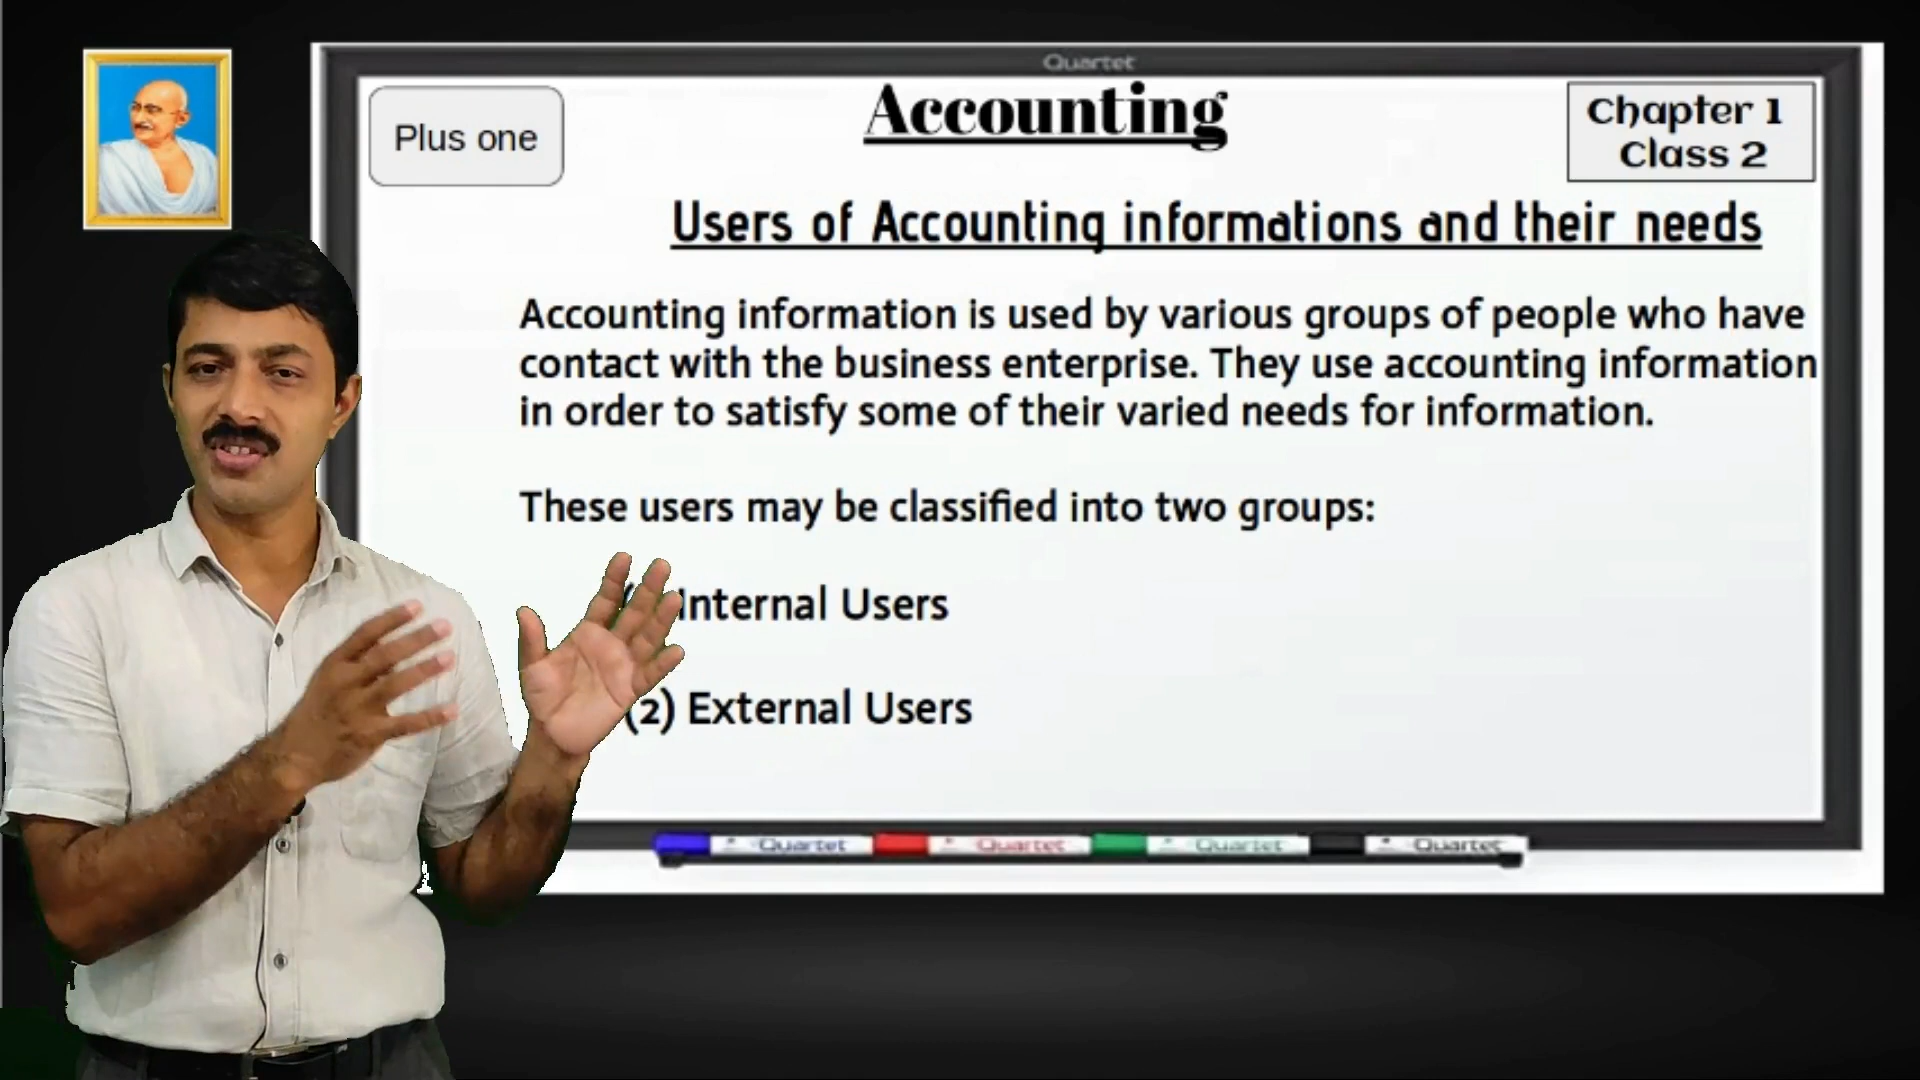 Quartet
Plus one
Accounting
Chapter 1
Class 2
Users of Accounting informations and their needs
Accounting information is used by various groups of people who have
contact with the business enterprise. They use accounting information
in order to satisfy some of their varied needs for information.
These users may be classified into two groups:
Internal Users
(2) External Users
Quartet Quartet Quartet Quartet